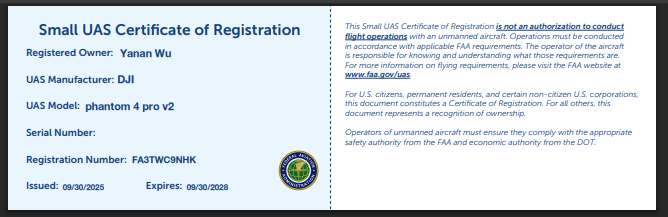 Small UAS Certificate of Registration
Registered Owner: Yanan Wu
UAS Manufacturer: DJI
UAS Model: phantom 4 pro v2
Serial Number:
Registration Number: FA3TWC9NHK
Issued: 09/30/2025 Expires: 09/30/2028
FEDERAL AVIATION ADMINISTRATION
This Small UAS Certificate of Registration is not an authorization to conduct
flight operations with an unmanned aircraft. Operations must be conducted
in accordance with applicable FAA requirements. The operator of the aircraft
is responsible for knowing and understanding what those requirements are.
For more information on flying requirements, please visit the FAA website at
www.faa.gov/uas.
For U.S. citizens, permanent residents, and certain non-citizen U.S. corporations,
this document constitutes a Certificate of Registration. For all others, this
document represents a recognition of ownership.
Operators of unmanned aircraft must ensure they comply with the appropriate
safety authority from the FAA and economic authority from the DOT.